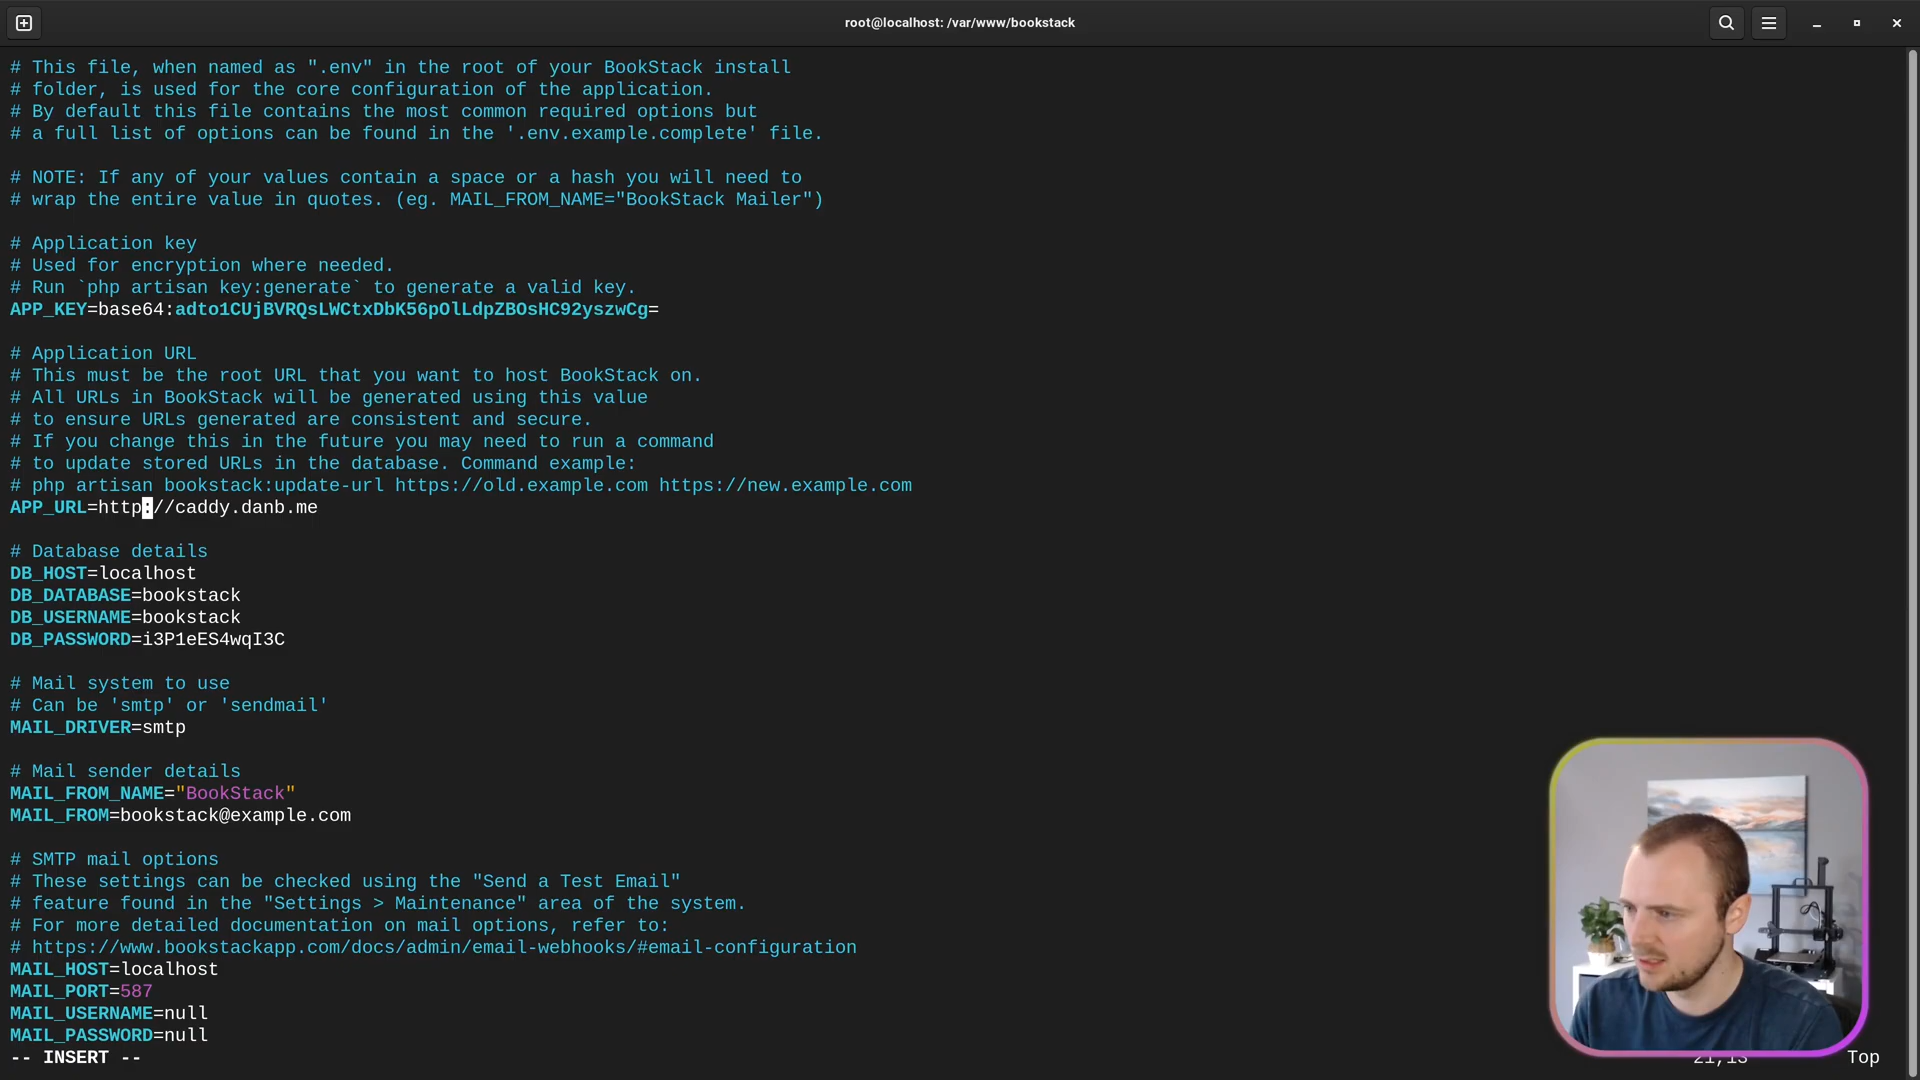 root@localhost: /var/www/bookstack
# This file, when named as ".env" in the root of your BookStack install
# folder, is used for the core configuration of the application.
# By default this file contains the most common required options but
# a full list of options can be found in the '.env.example.complete' file.
# NOTE: If any of your values contain a space or a hash you will need to
# wrap the entire value in quotes. (eg. MAIL_FROM_NAME="BookStack Mailer")
# Application key
# Used for encryption where needed.
# Run `php artisan key:generate` to generate a valid key.
APP_KEY=base64:adto1CUjBVRQsLWCtxDbK56pOlLdpZBOsHC92yszwCg=
# Application URL
# This must be the root URL that you want to host BookStack on.
# All URLs in BookStack will be generated using this value
# to ensure URLs generated are consistent and secure.
# If you change this in the future you may need to run a command
# to update stored URLs in the database. Command example:
# php artisan bookstack:update-url https://old.example.com https://new.example.com
APP_URL=http://caddy.danb.me
# Database details
DB_HOST=localhost
DB_DATABASE=bookstack
DB_USERNAME=bookstack
DB_PASSWORD=i3P1eES4wqI3C
# Mail system to use
# Can be 'smtp' or 'sendmail'
MAIL_DRIVER=smtp
# Mail sender details
MAIL_FROM_NAME="BookStack"
MAIL_FROM=bookstack@example.com
# SMTP mail options
# These settings can be checked using the "Send a Test Email"
# feature found in the "Settings > Maintenance" area of the system.
# For more detailed documentation on mail options, refer to:
# https://www.bookstackapp.com/docs/admin/email-webhooks/#email-configuration
MAIL_HOST=localhost
MAIL_PORT=587
MAIL_USERNAME=null
MAIL_PASSWORD=null
-- INSERT -- 21,13 Top